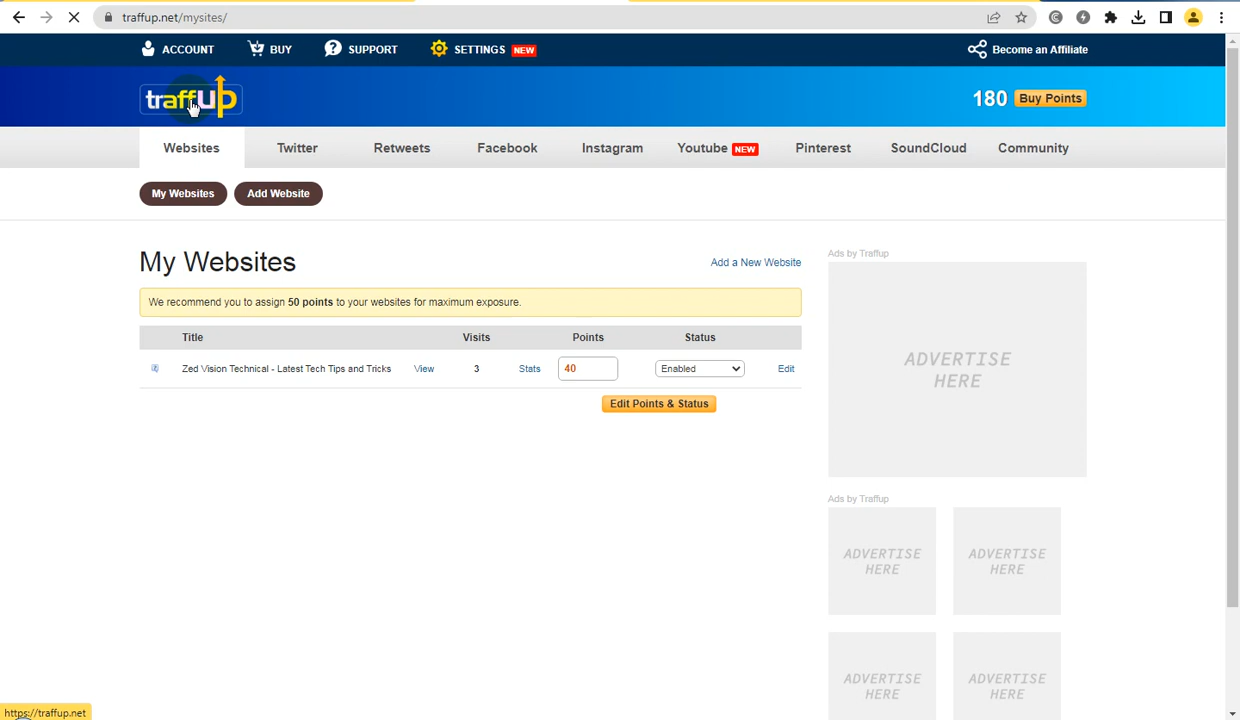 traffup.net/mysites/
ACCOUNT BUY SUPPORT SETTINGS NEW Become an Affiliate
traffup 180 Buy Points
Websites Twitter Retweets Facebook Instagram Youtube NEW Pinterest SoundCloud Community
My Websites Add Website
My Websites Add a New Website
We recommend you to assign 50 points to your websites for maximum exposure.
Title Visits Points Status
Zed Vision Technical - Latest Tech Tips and Tricks View 3 Stats 40 Enabled Edit
Edit Points & Status
Ads by Traffup
ADVERTISE
HERE
Ads by Traffup
ADVERTISE
HERE
ADVERTISE
HERE
ADVERTISE
HERE
ADVERTISE
HERE
https://traffup.net